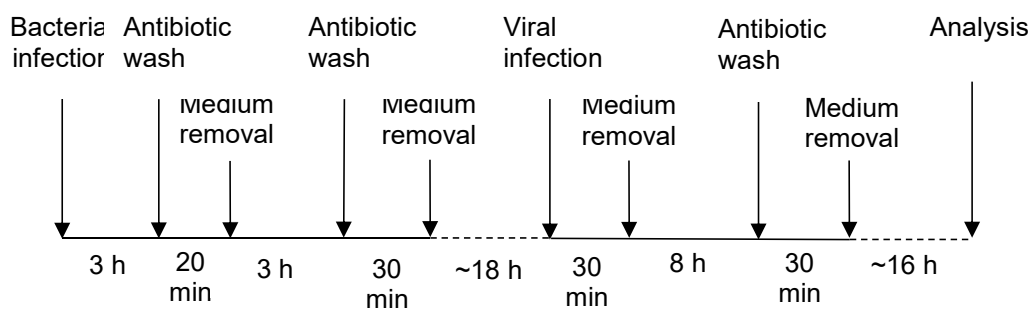 Bacteria
infection
Antibiotic
wash
Medium
removal
Antibiotic
wash
Medium
removal
Viral
infection
Medium
removal
Antibiotic
wash
Medium
removal
Analysis
3 h
20
min
3 h
30
min
~18 h
30
min
8 h
30
min
~16 h